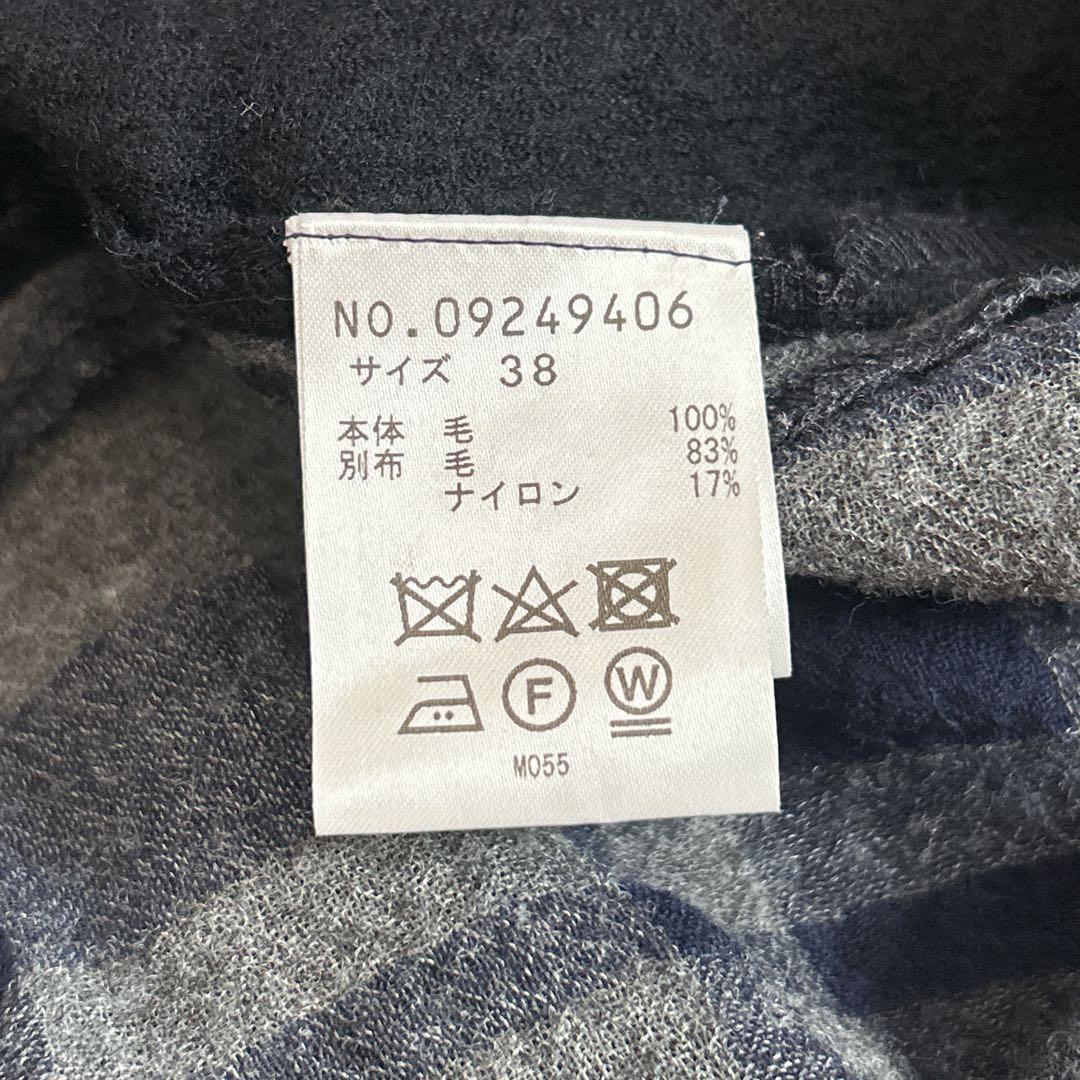 NO.09249406
サイズ 38
本体 毛 100%
別布 毛 83%
ナイロン 17%
F W
M055